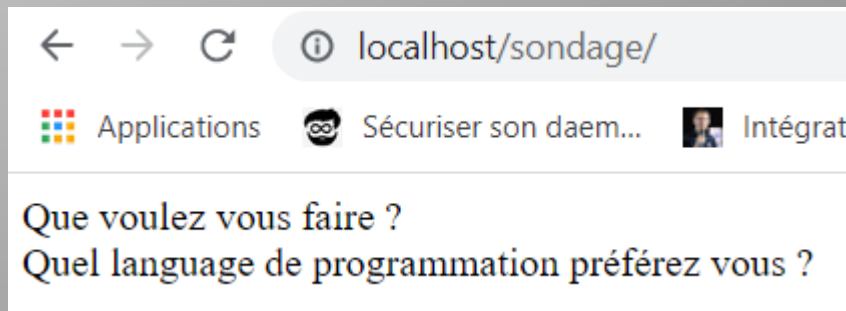 localhost/sondage/
Applications Sécuriser son daem... Intégrat
Que voulez vous faire ?
Quel language de programmation préférez vous ?